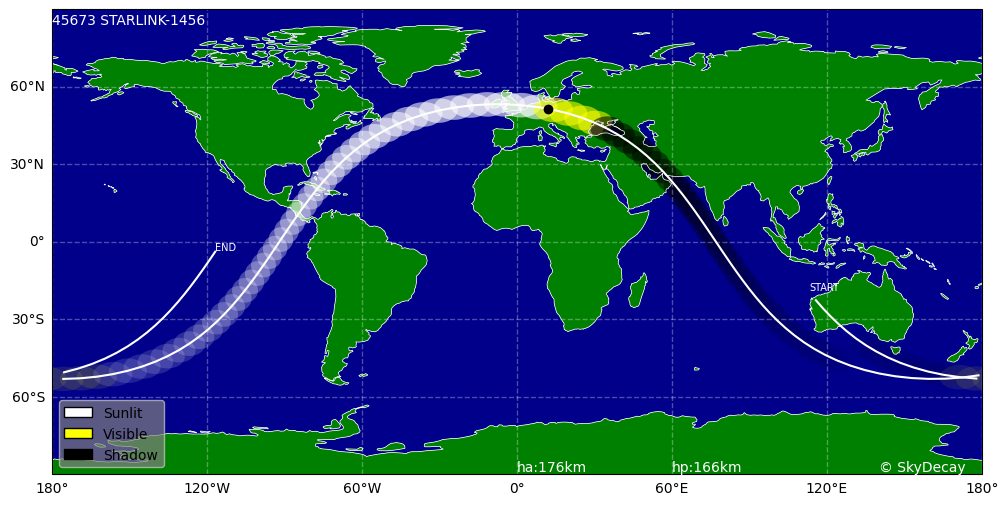 45673 STARLINK-1456
60°N
30°N
0°
30°S
60°S
END
START
Sunlit
Visible
Shadow
ha:176km hp:166km © SkyDecay
180° 120°W 60°W 0° 60°E 120°E 180°